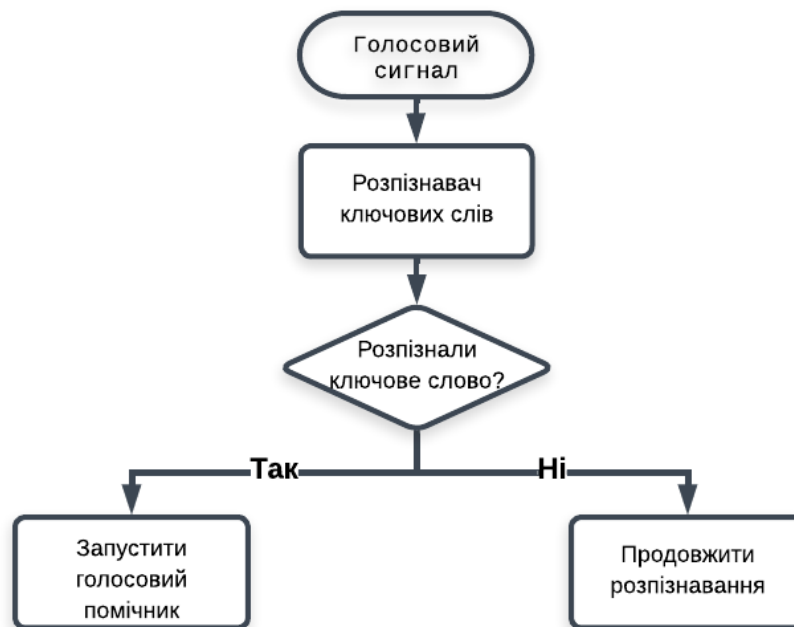 Голосовий
сигнал
Розпізнавач
ключових слів
Розпізнали
ключове слово?
Так
Ні
Запустити
голосовий
помічник
Продовжити
розпізнавання